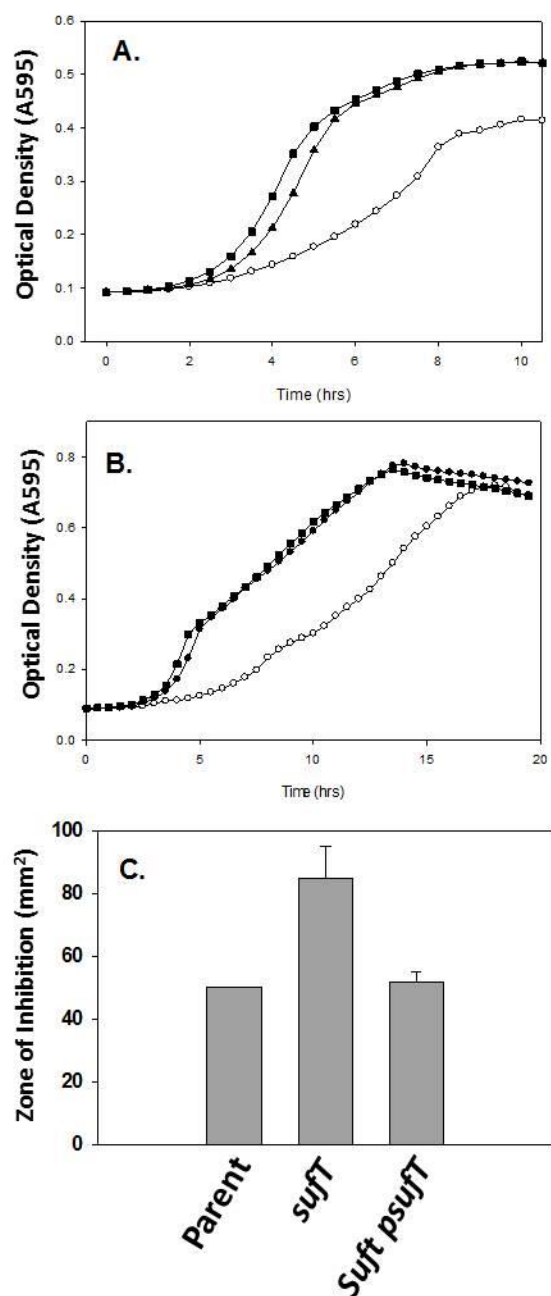 A.
Optical Density (A595)
0.6
0.5
0.4
0.3
0.2
0.1
0.0
0 2 4 6 8 10
Time (hrs)
B.
Optical Density (A595)
0.8
0.6
0.4
0.2
0.0
0 5 10 15 20
Time (hrs)
C.
Zone of Inhibition (mm²)
100
80
60
40
20
0
Parent
sufT
Suft psufT